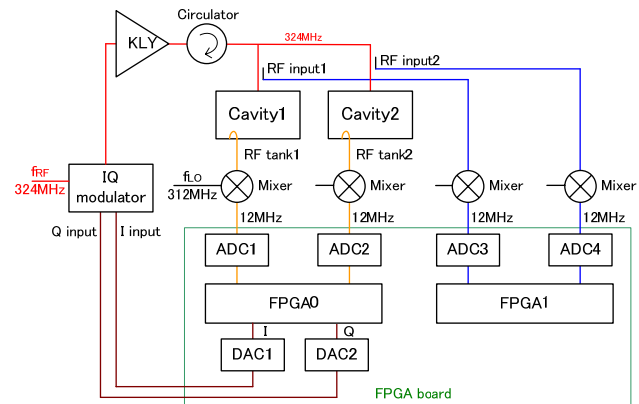 Circulator
KLY
324MHz
RF input1
RF input2
Cavity1
Cavity2
RF tank1
RF tank2
fRF
324MHz
IQ
modulator
fLO
312MHz
Mixer
Mixer
Mixer
Mixer
Q input
I input
12MHz
12MHz
12MHz
12MHz
ADC1
ADC2
ADC3
ADC4
FPGA0
FPGA1
I
Q
DAC1
DAC2
FPGA board